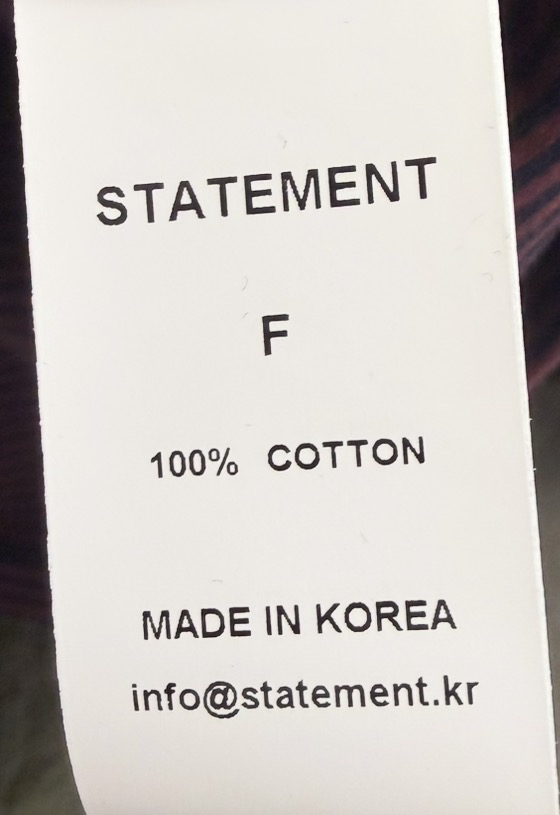 STATEMENT
F
100% COTTON
MADE IN KOREA
info@statement.kr